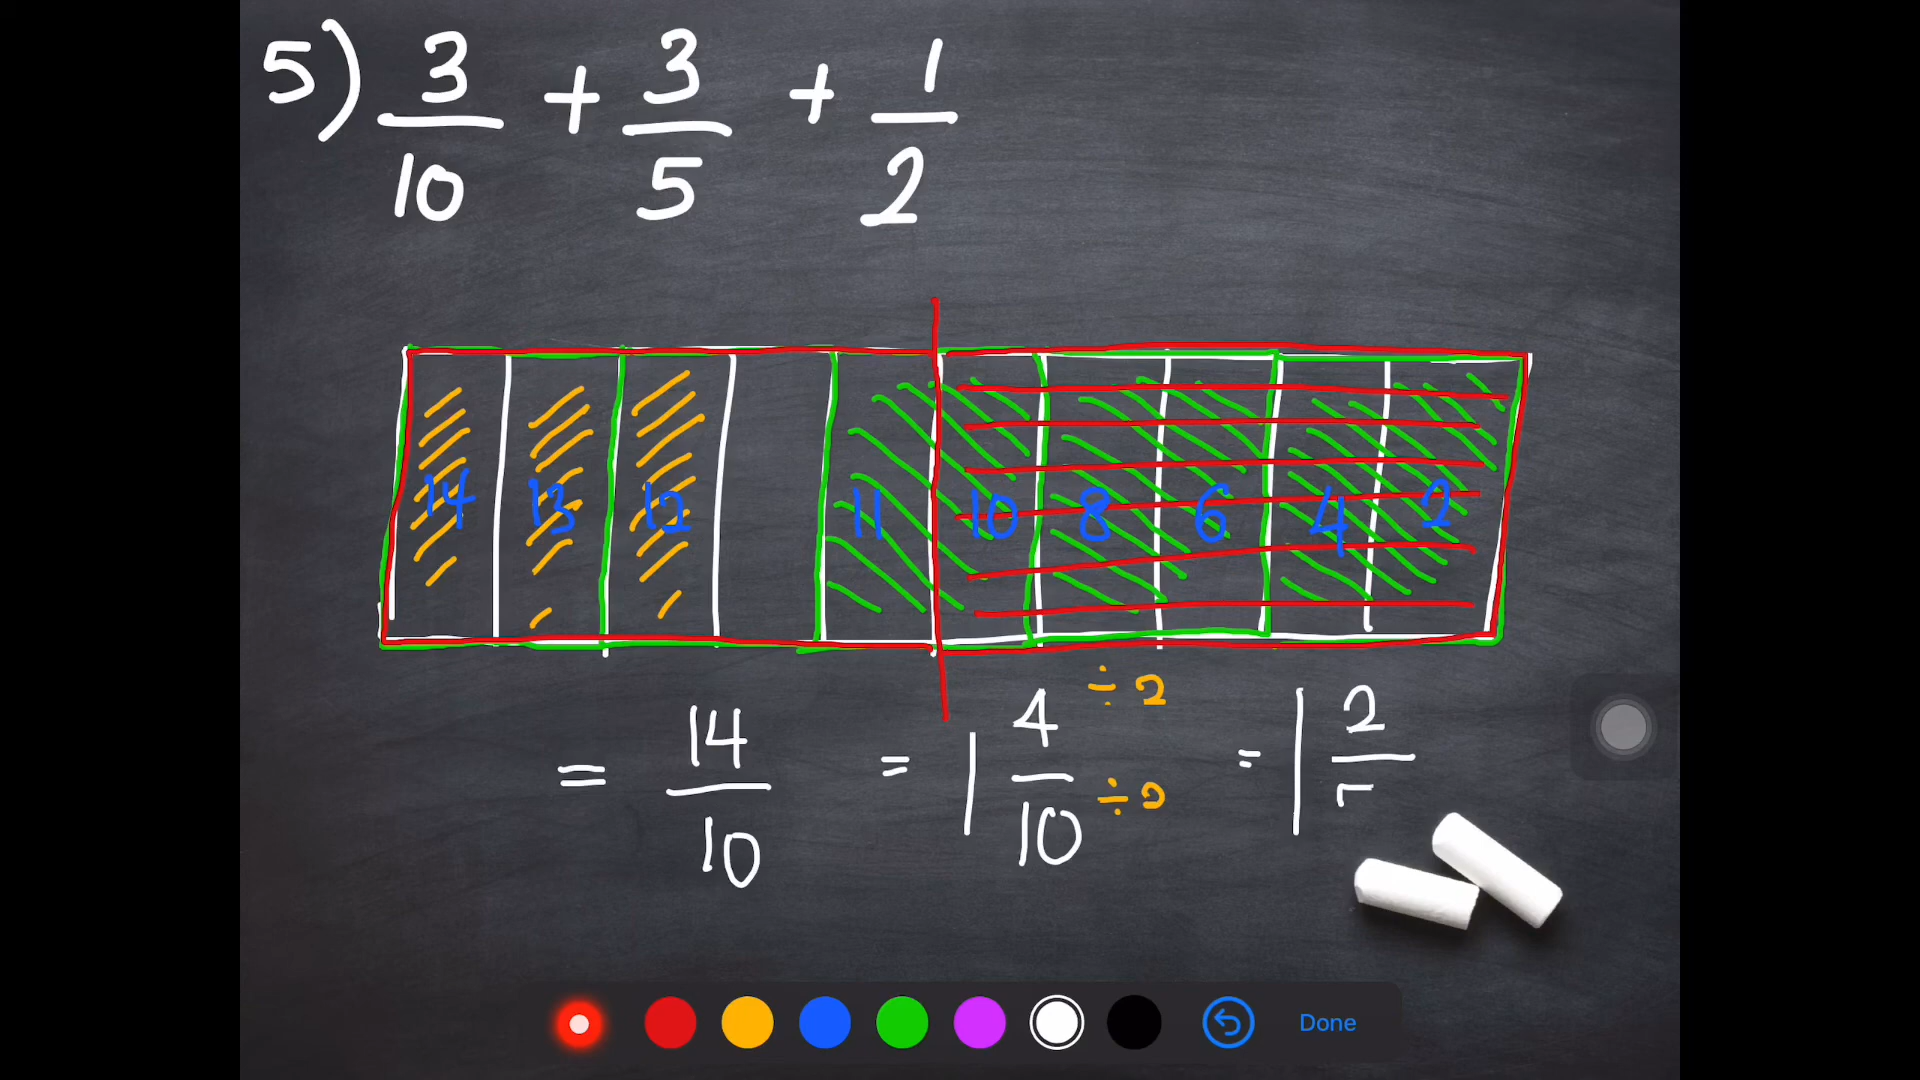 5) 3/10 + 3/5 + 1/2
14 13 12 11 10 8 6 4 2
= 14/10 = 1 4/10 ÷ 2 ÷ 2 = 1 2/
Done